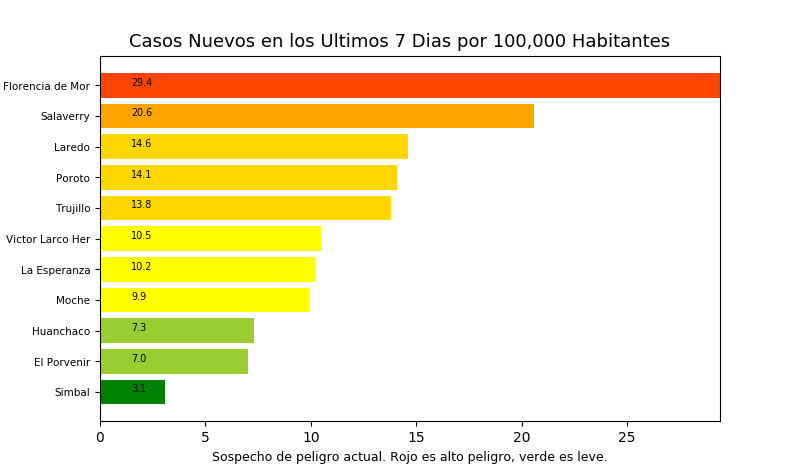 Casos Nuevos en los Ultimos 7 Dias por 100,000 Habitantes
Florencia de Mor 29.4
Salaverry 20.6
Laredo 14.6
Poroto 14.1
Trujillo 13.8
Victor Larco Her 10.5
La Esperanza 10.2
Moche 9.9
Huanchaco 7.3
El Porvenir 7.0
Simbal 3.1
0 5 10 15 20 25
Sospecho de peligro actual. Rojo es alto peligro, verde es leve.